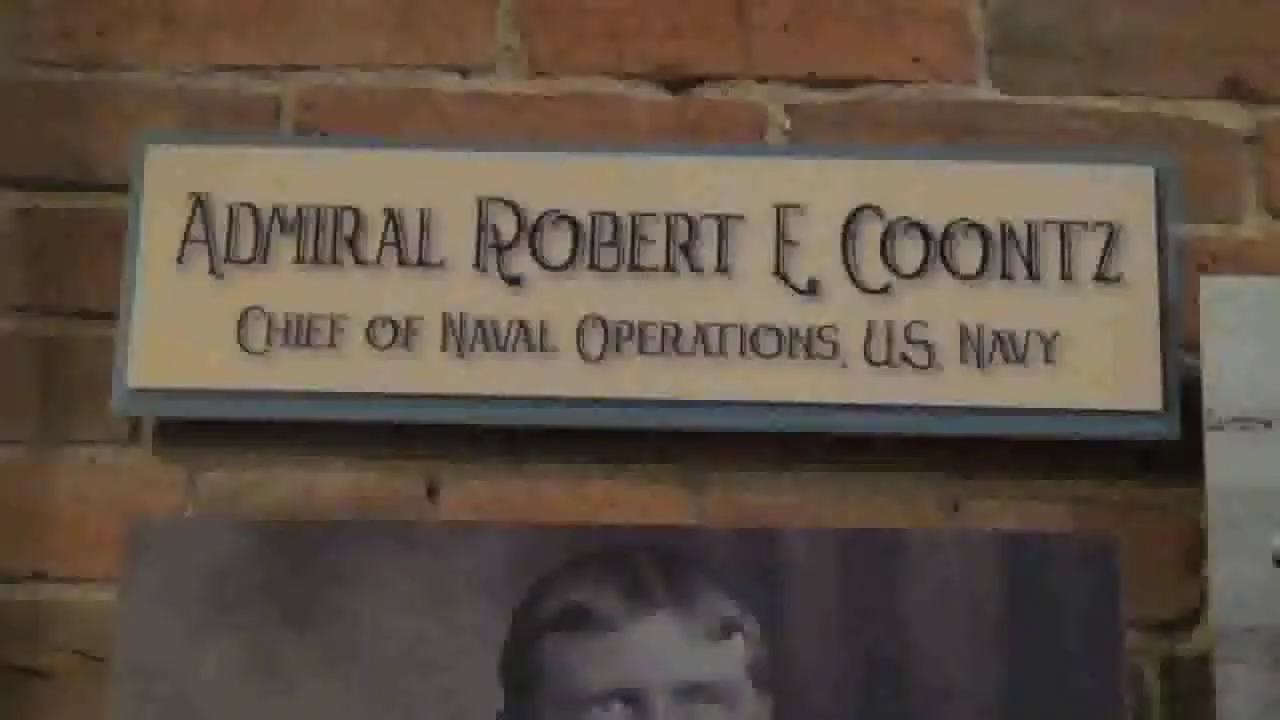 ADMIRAL ROBERT E. COONTZ
CHIEF OF NAVAL OPERATIONS, U.S. NAVY